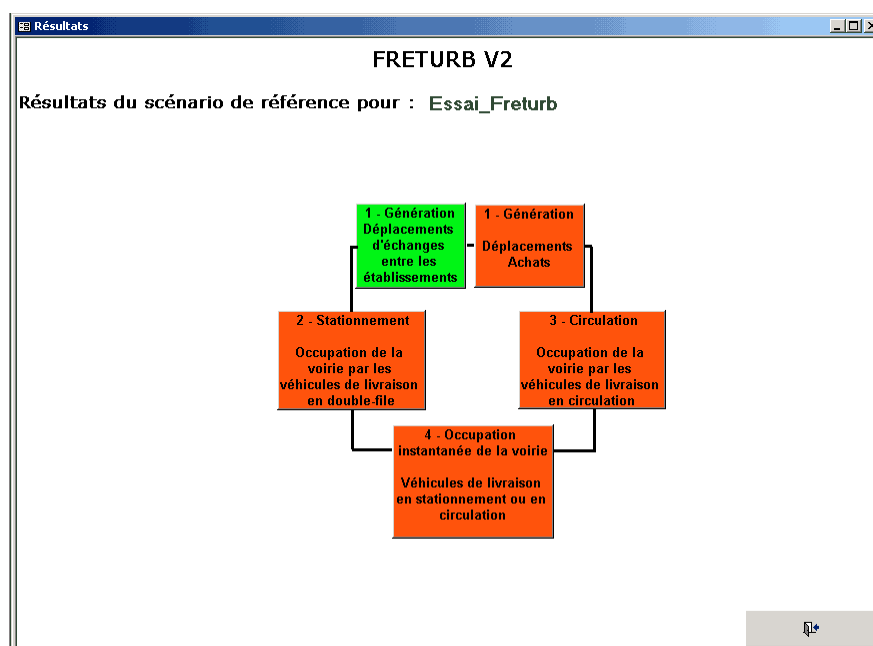 Résultats
FRETURB V2
Résultats du scénario de référence pour : Essai_Freturb
1 - Génération
Déplacements
d'échanges
entre les
établissements
1 - Génération
Déplacements
Achats
2 - Stationnement
Occupation de la
voirie par les
véhicules de livraison
en double-file
3 - Circulation
Occupation de la
voirie par les
véhicules de livraison
en circulation
4 - Occupation
instantanée de la voirie
Véhicules de livraison
en stationnement ou en
circulation